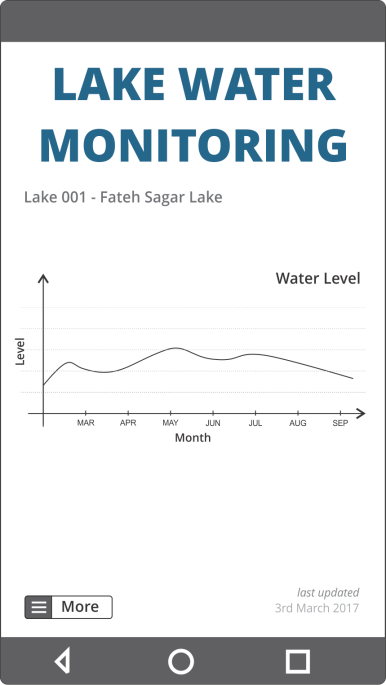 LAKE WATER
MONITORING
Lake 001 - Fateh Sagar Lake
Water Level
Level
MAR APR MAY JUN JUL AUG SEP
Month
last updated
3rd March 2017
More